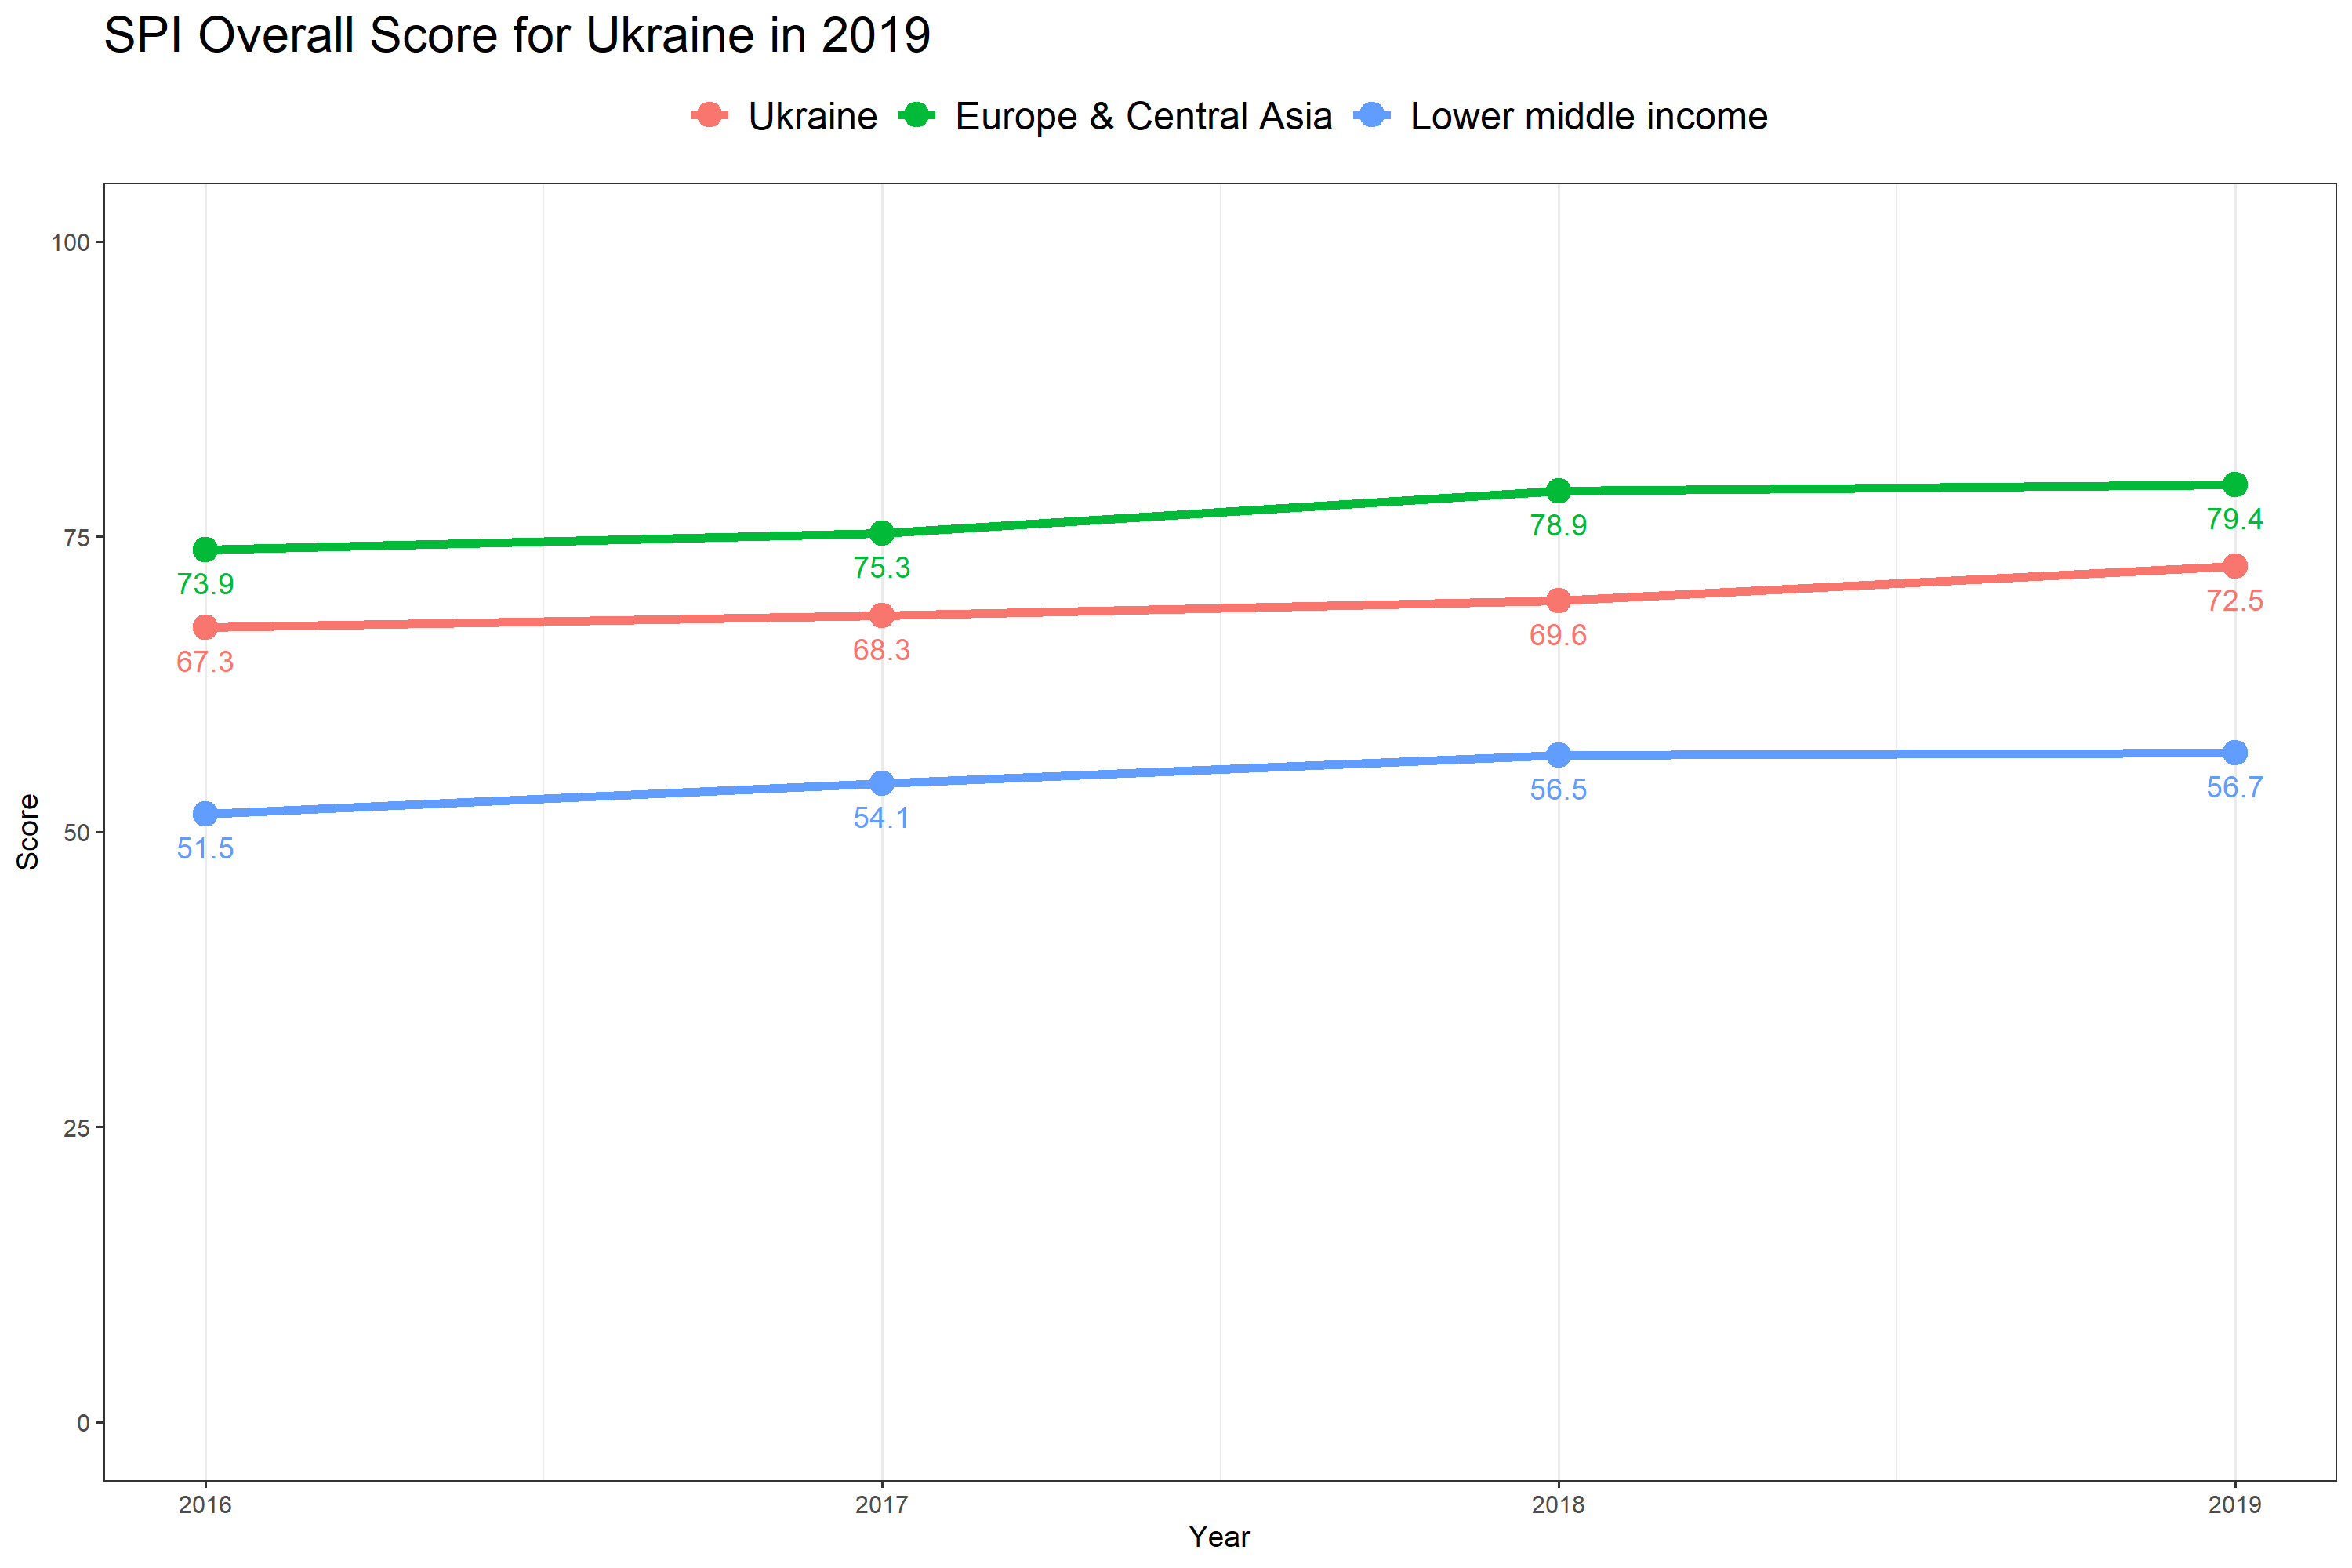 SPI Overall Score for Ukraine in 2019
Ukraine Europe & Central Asia Lower middle income
100
75
50
25
0
Score
73.9 75.3 78.9 79.4
67.3 68.3 69.6 72.5
51.5 54.1 56.5 56.7
2016 2017 2018 2019
Year